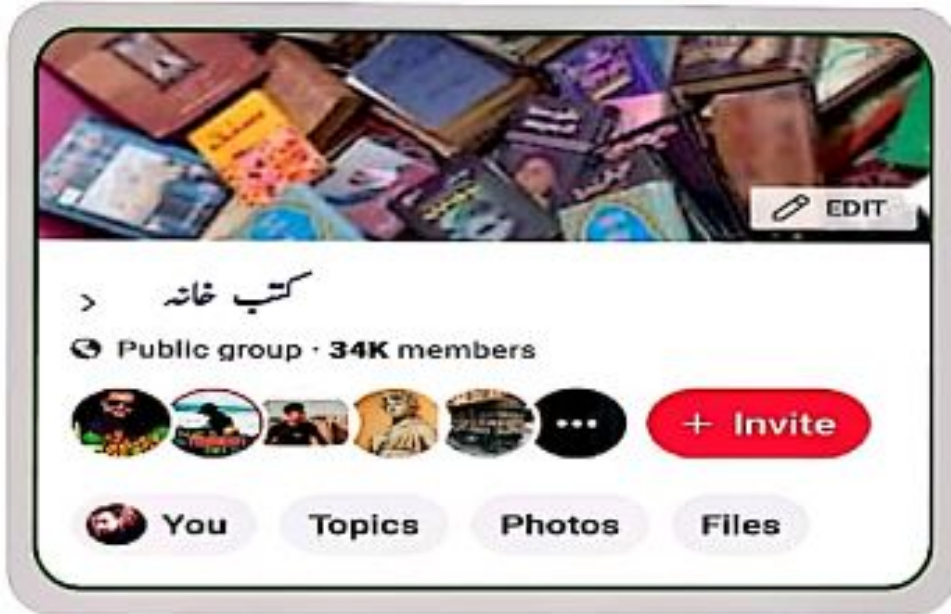 EDIT
کتب خانہ
Public group · 34K members
+ Invite
You
Topics
Photos
Files